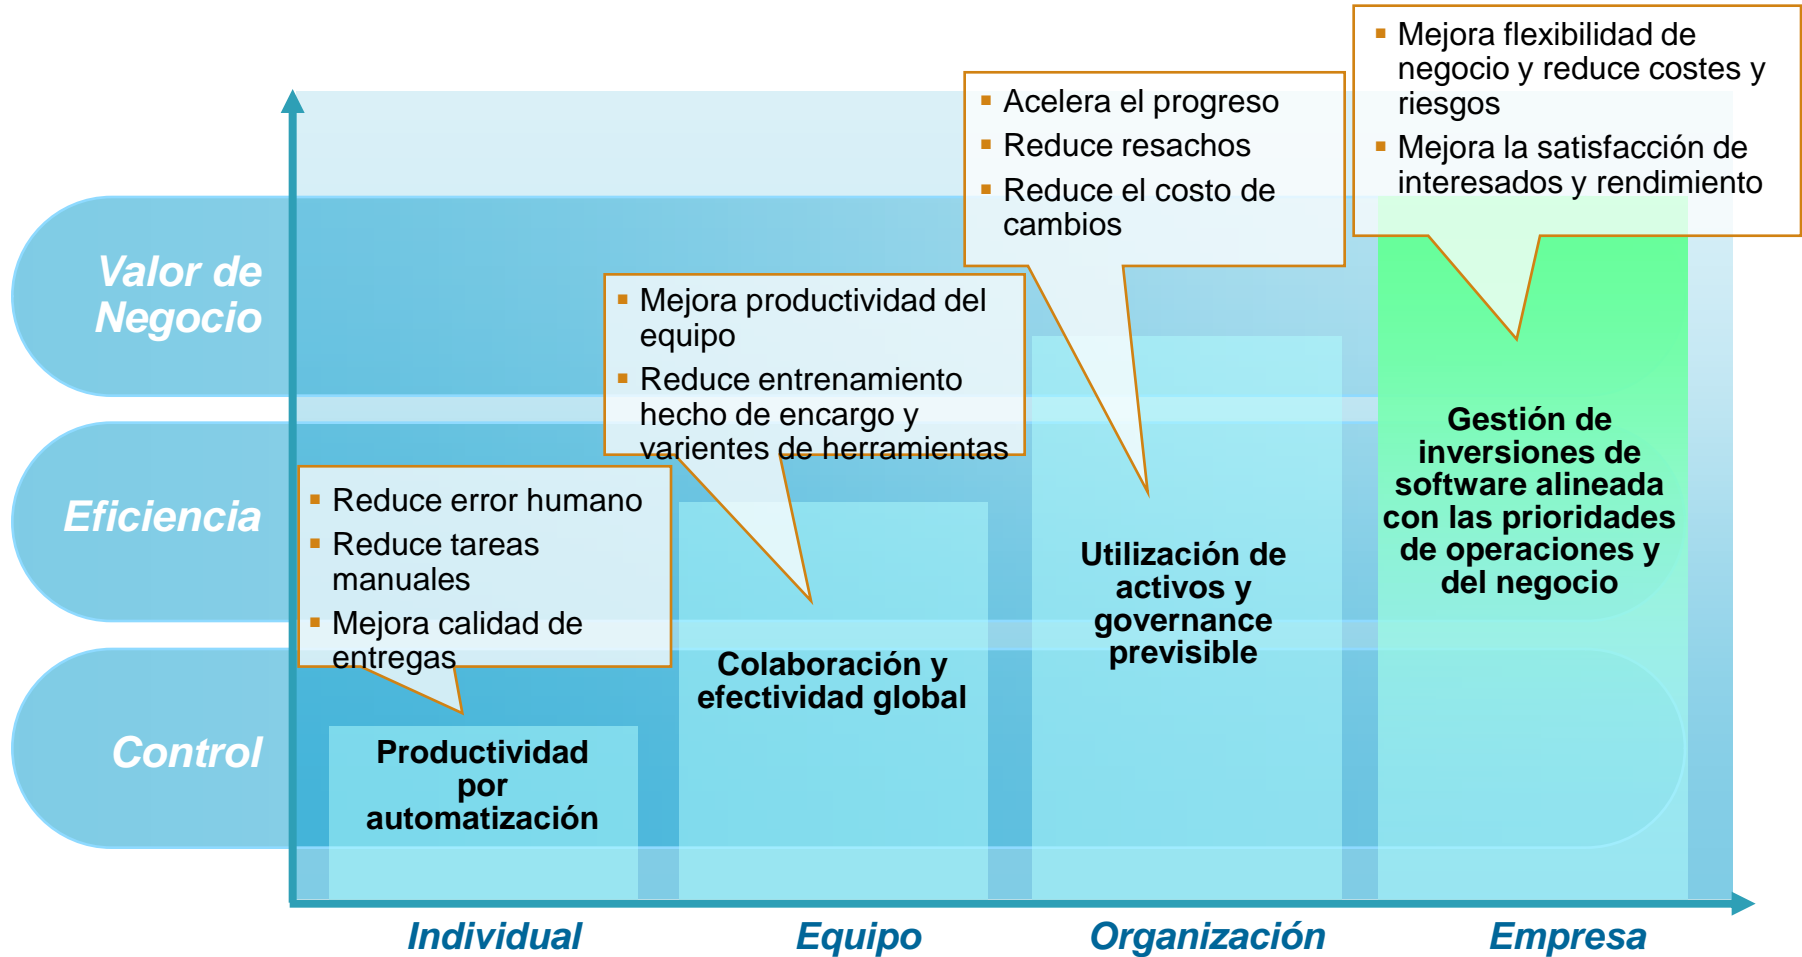 Mejora flexibilidad de
negocio y reduce costes y
riesgos
Mejora la satisfacción de
interesados y rendimiento
Acelera el progreso
Reduce resachos
Reduce el costo de
cambios
Valor de
Negocio
Mejora productividad del
equipo
Reduce entrenamiento
hecho de encargo y
varientes de herramientas
Gestión de
inversiones de
software alineada
con las prioridades
de operaciones y
del negocio
Eficiencia
Reduce error humano
Reduce tareas
manuales
Mejora calidad de
entregas
Utilización de
activos y
governance
previsible
Colaboración y
efectividad global
Control
Productividad
por
automatización
Individual
Equipo
Organización
Empresa